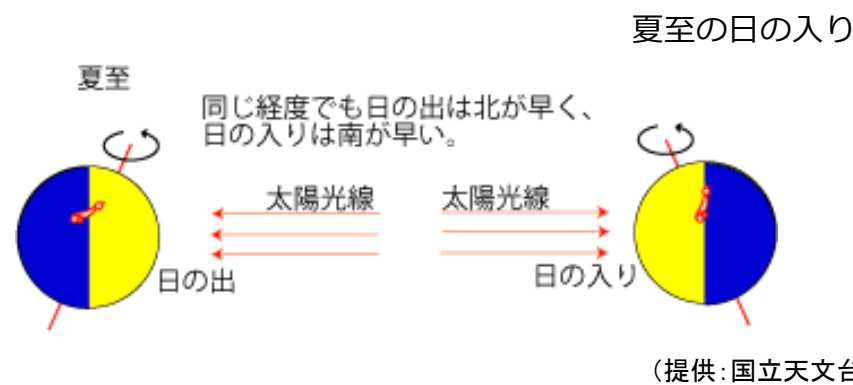 夏至の日の入り
夏至
同じ経度でも日の出は北が早く、
日の入りは南が早い。
太陽光線
太陽光線
日の出
日の入り
（提供：国立天文台